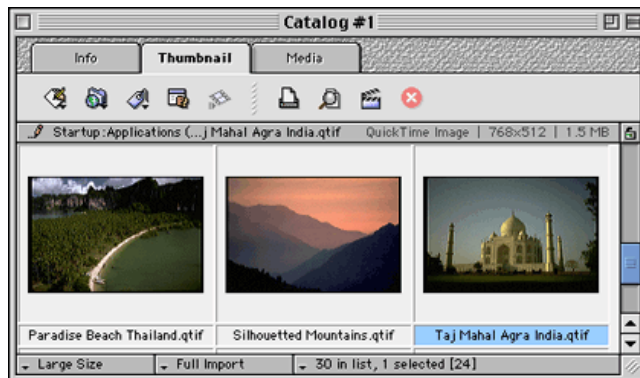 Catalog #1
Info Thumbnail Media
Startup:Applications (...j Mahal Agra India.qtif QuickTime Image | 768×512 | 1.5 MB
Paradise Beach Thailand.qtif Silhouetted Mountains.qtif Taj Mahal Agra India.qtif
Large Size Full Import 30 in list, 1 selected [24]